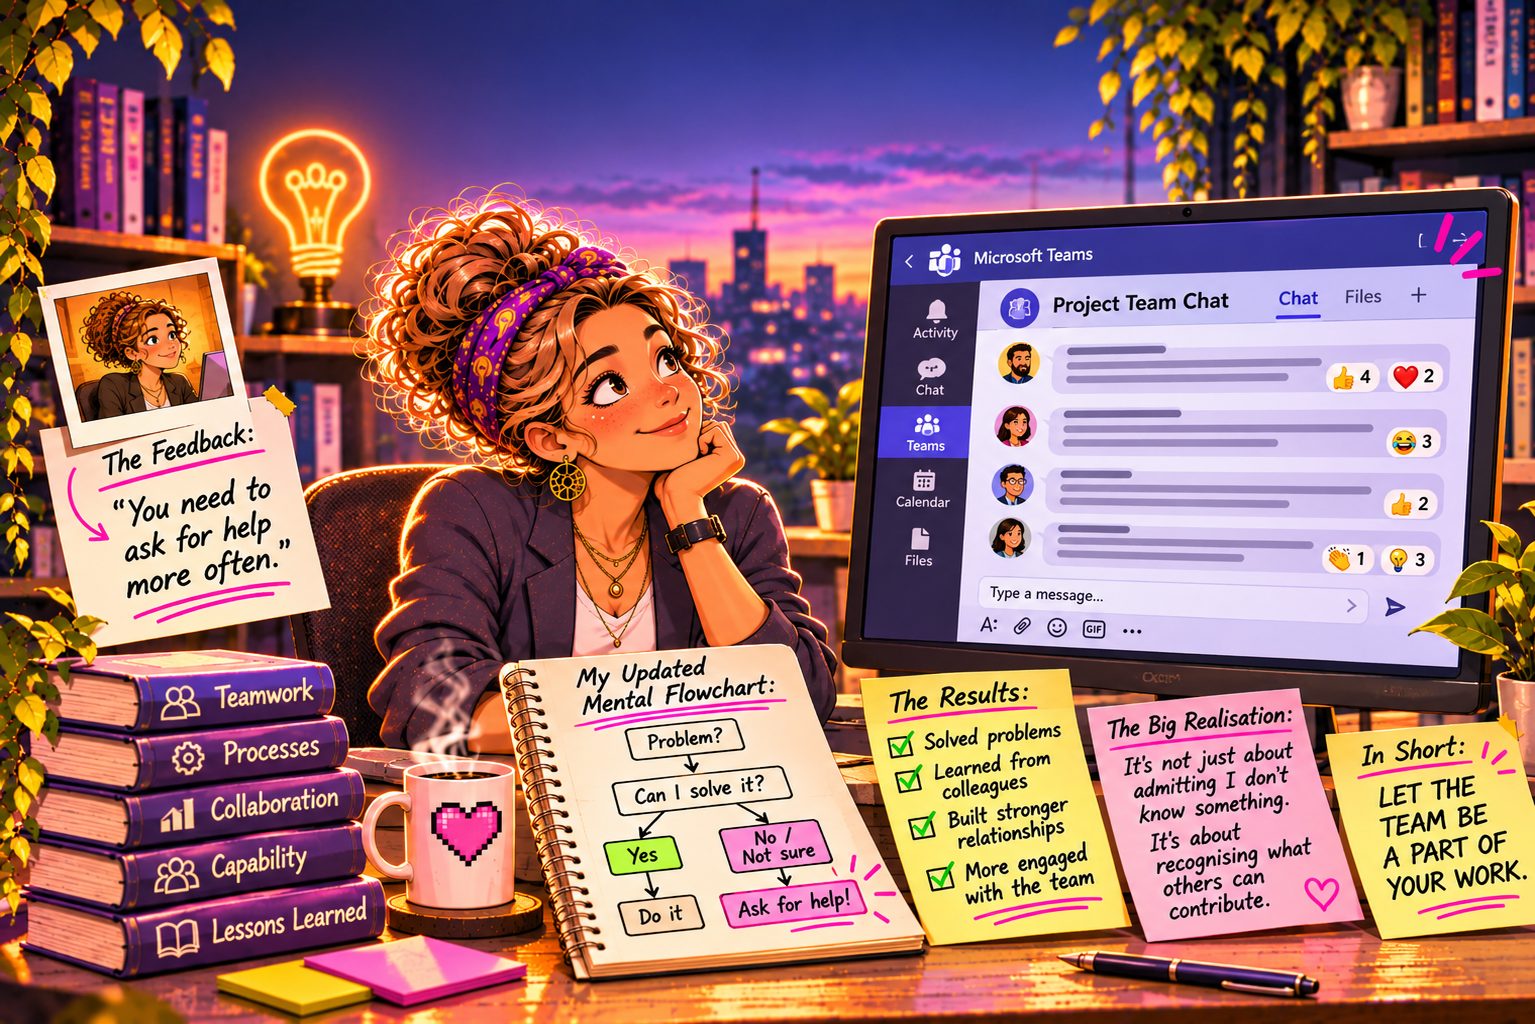 The Feedback:
"You need to
ask for help
more often."
Teamwork
Processes
Collaboration
Capability
Lessons Learned
My Updated
Mental Flowchart:
Problem?
Can I solve it?
Yes
No /
Not sure
Do it
Ask for help!
Microsoft Teams
Activity
Chat
Teams
Calendar
Files
Project Team Chat
Chat
Files
+
4
2
3
2
1
3
Type a message...
A:
GIF
The Results:
Solved problems
Learned from
colleagues
Built stronger
relationships
More engaged
with the team
The Big Realisation:
It's not just about
admitting I don't
know something.
It's about
recognising what
others can
contribute.
In Short:
LET THE
TEAM BE
A PART OF
YOUR WORK.